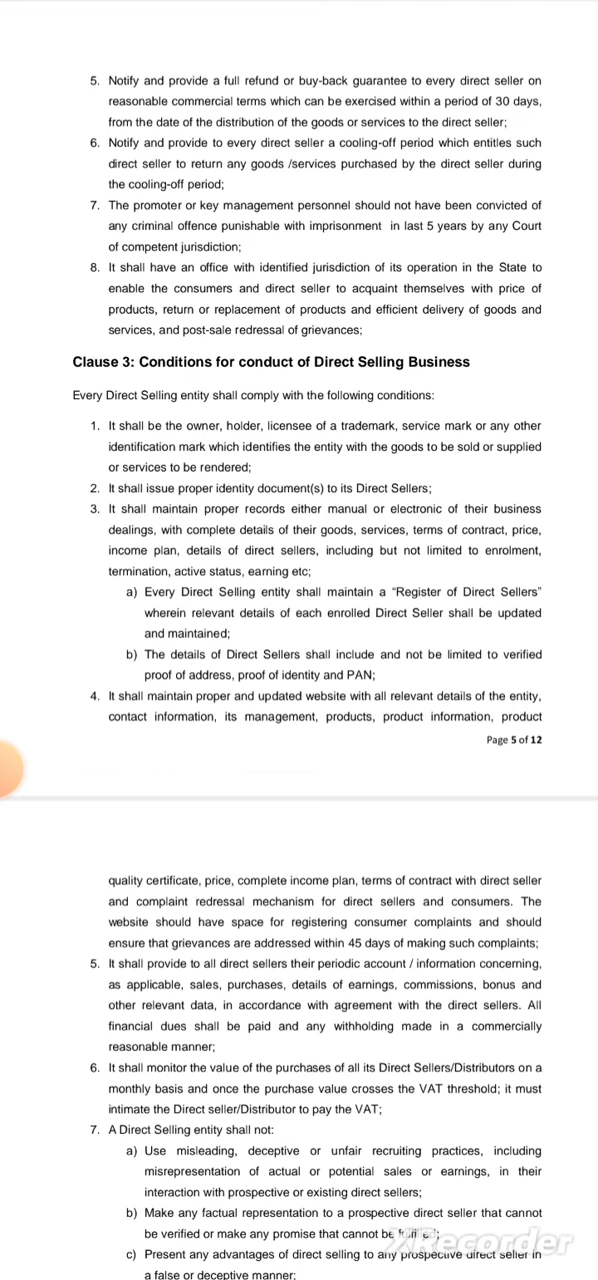 5. Notify and provide a full refund or buy-back guarantee to every direct seller on
reasonable commercial terms which can be exercised within a period of 30 days,
from the date of the distribution of the goods or services to the direct seller;
6. Notify and provide to every direct seller a cooling-off period which entitles such
direct seller to return any goods /services purchased by the direct seller during
the cooling-off period;
7. The promoter or key management personnel should not have been convicted of
any criminal offence punishable with imprisonment in last 5 years by any Court
of competent jurisdiction;
8. It shall have an office with identified jurisdiction of its operation in the State to
enable the consumers and direct seller to acquaint themselves with price of
products, return or replacement of products and efficient delivery of goods and
services, and post-sale redressal of grievances;
Clause 3: Conditions for conduct of Direct Selling Business
Every Direct Selling entity shall comply with the following conditions:
1. It shall be the owner, holder, licensee of a trademark, service mark or any other
identification mark which identifies the entity with the goods to be sold or supplied
or services to be rendered;
2. It shall issue proper identity document(s) to its Direct Sellers;
3. It shall maintain proper records either manual or electronic of their business
dealings, with complete details of their goods, services, terms of contract, price,
income plan, details of direct sellers, including but not limited to enrolment,
termination, active status, earning etc;
a) Every Direct Selling entity shall maintain a “Register of Direct Sellers”
wherein relevant details of each enrolled Direct Seller shall be updated
and maintained;
b) The details of Direct Sellers shall include and not be limited to verified
proof of address, proof of identity and PAN;
4. It shall maintain proper and updated website with all relevant details of the entity,
contact information, its management, products, product information, product
Page 5 of 12
quality certificate, price, complete income plan, terms of contract with direct seller
and complaint redressal mechanism for direct sellers and consumers. The
website should have space for registering consumer complaints and should
ensure that grievances are addressed within 45 days of making such complaints;
5. It shall provide to all direct sellers their periodic account / information concerning,
as applicable, sales, purchases, details of earnings, commissions, bonus and
other relevant data, in accordance with agreement with the direct sellers. All
financial dues shall be paid and any withholding made in a commercially
reasonable manner;
6. It shall monitor the value of the purchases of all its Direct Sellers/Distributors on a
monthly basis and once the purchase value crosses the VAT threshold; it must
intimate the Direct seller/Distributor to pay the VAT;
7. A Direct Selling entity shall not:
a) Use misleading, deceptive or unfair recruiting practices, including
misrepresentation of actual or potential sales or earnings, in their
interaction with prospective or existing direct sellers;
b) Make any factual representation to a prospective direct seller that cannot
be verified or make any promise that cannot be fulfilled;
XRecorder
c) Present any advantages of direct selling to any prospective direct seller in
a false or deceptive manner;